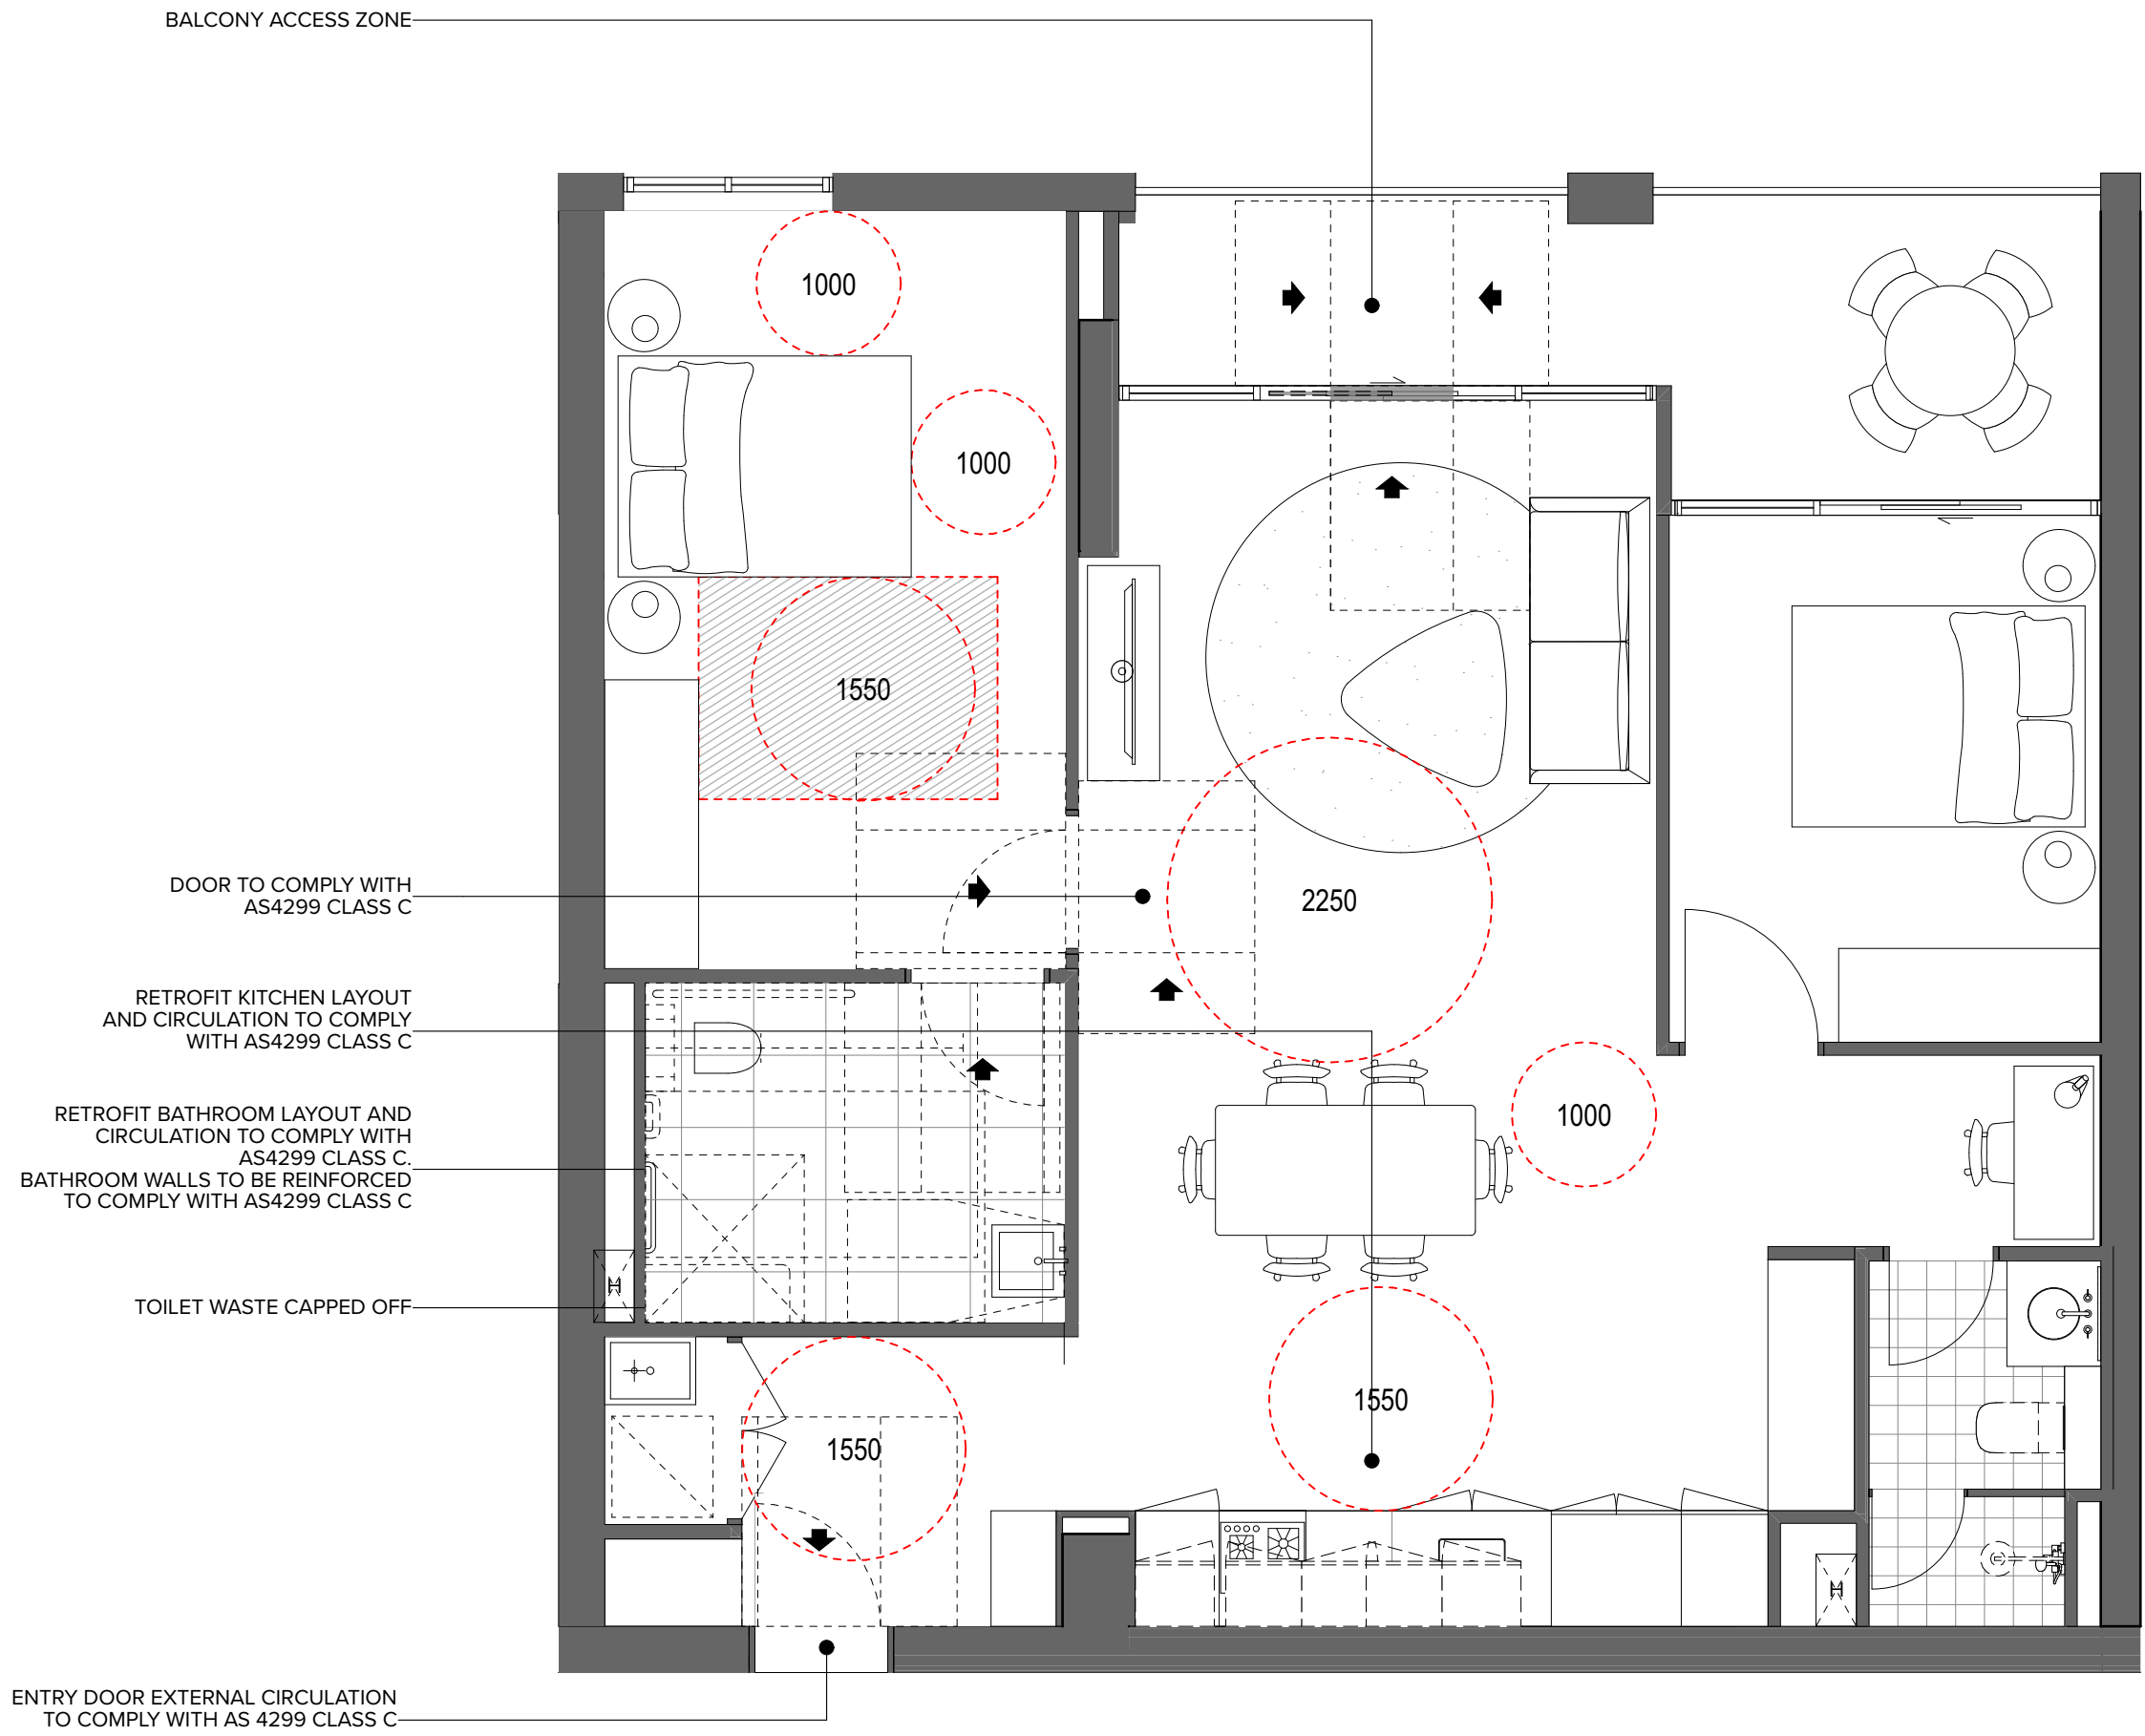 BALCONY ACCESS ZONE
1000
1000
1550
DOOR TO COMPLY WITH
AS4299 CLASS C
2250
RETROFIT KITCHEN LAYOUT
AND CIRCULATION TO COMPLY
WITH AS4299 CLASS C
RETROFIT BATHROOM LAYOUT AND
CIRCULATION TO COMPLY WITH
AS4299 CLASS C.
BATHROOM WALLS TO BE REINFORCED
TO COMPLY WITH AS4299 CLASS C
1000
H
TOILET WASTE CAPPED OFF
1550
1550
H
ENTRY DOOR EXTERNAL CIRCULATION
TO COMPLY WITH AS 4299 CLASS C